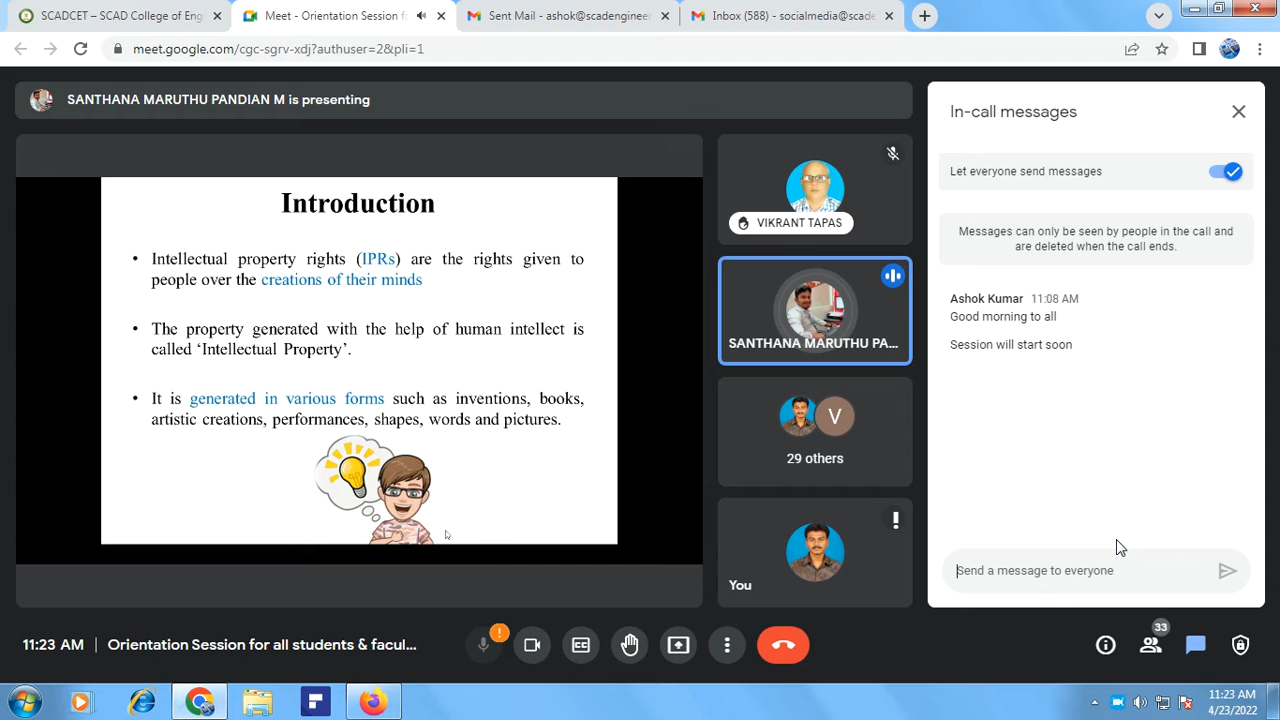 SCADCET – SCAD College of Eng
Meet - Orientation Session fo
Sent Mail - ashok@scadengineer
Inbox (588) - socialmedia@scade
meet.google.com/cgc-sgrv-xdj?authuser=2&pli=1
SANTHANA MARUTHU PANDIAN M is presenting
Introduction
• Intellectual property rights (IPRs) are the rights given to
people over the creations of their minds
• The property generated with the help of human intellect is
called ‘Intellectual Property’.
• It is generated in various forms such as inventions, books,
artistic creations, performances, shapes, words and pictures.
VIKRANT TAPAS
SANTHANA MARUTHU PA...
V
29 others
You
In-call messages
Let everyone send messages
Messages can only be seen by people in the call and
are deleted when the call ends.
Ashok Kumar 11:08 AM
Good morning to all
Session will start soon
Send a message to everyone
11:23 AM | Orientation Session for all students & facul...
33
11:23 AM
4/23/2022